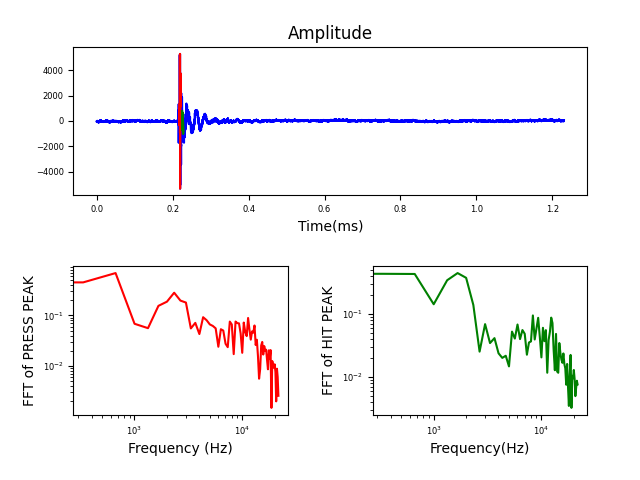 Amplitude
4000
2000
0
−2000
−4000
0.0 0.2 0.4 0.6 0.8 1.0 1.2
Time(ms)
FFT of PRESS PEAK
10⁻¹
10⁻²
10³ 10⁴
Frequency (Hz)
FFT of HIT PEAK
10⁻¹
10⁻²
10³ 10⁴
Frequency(Hz)